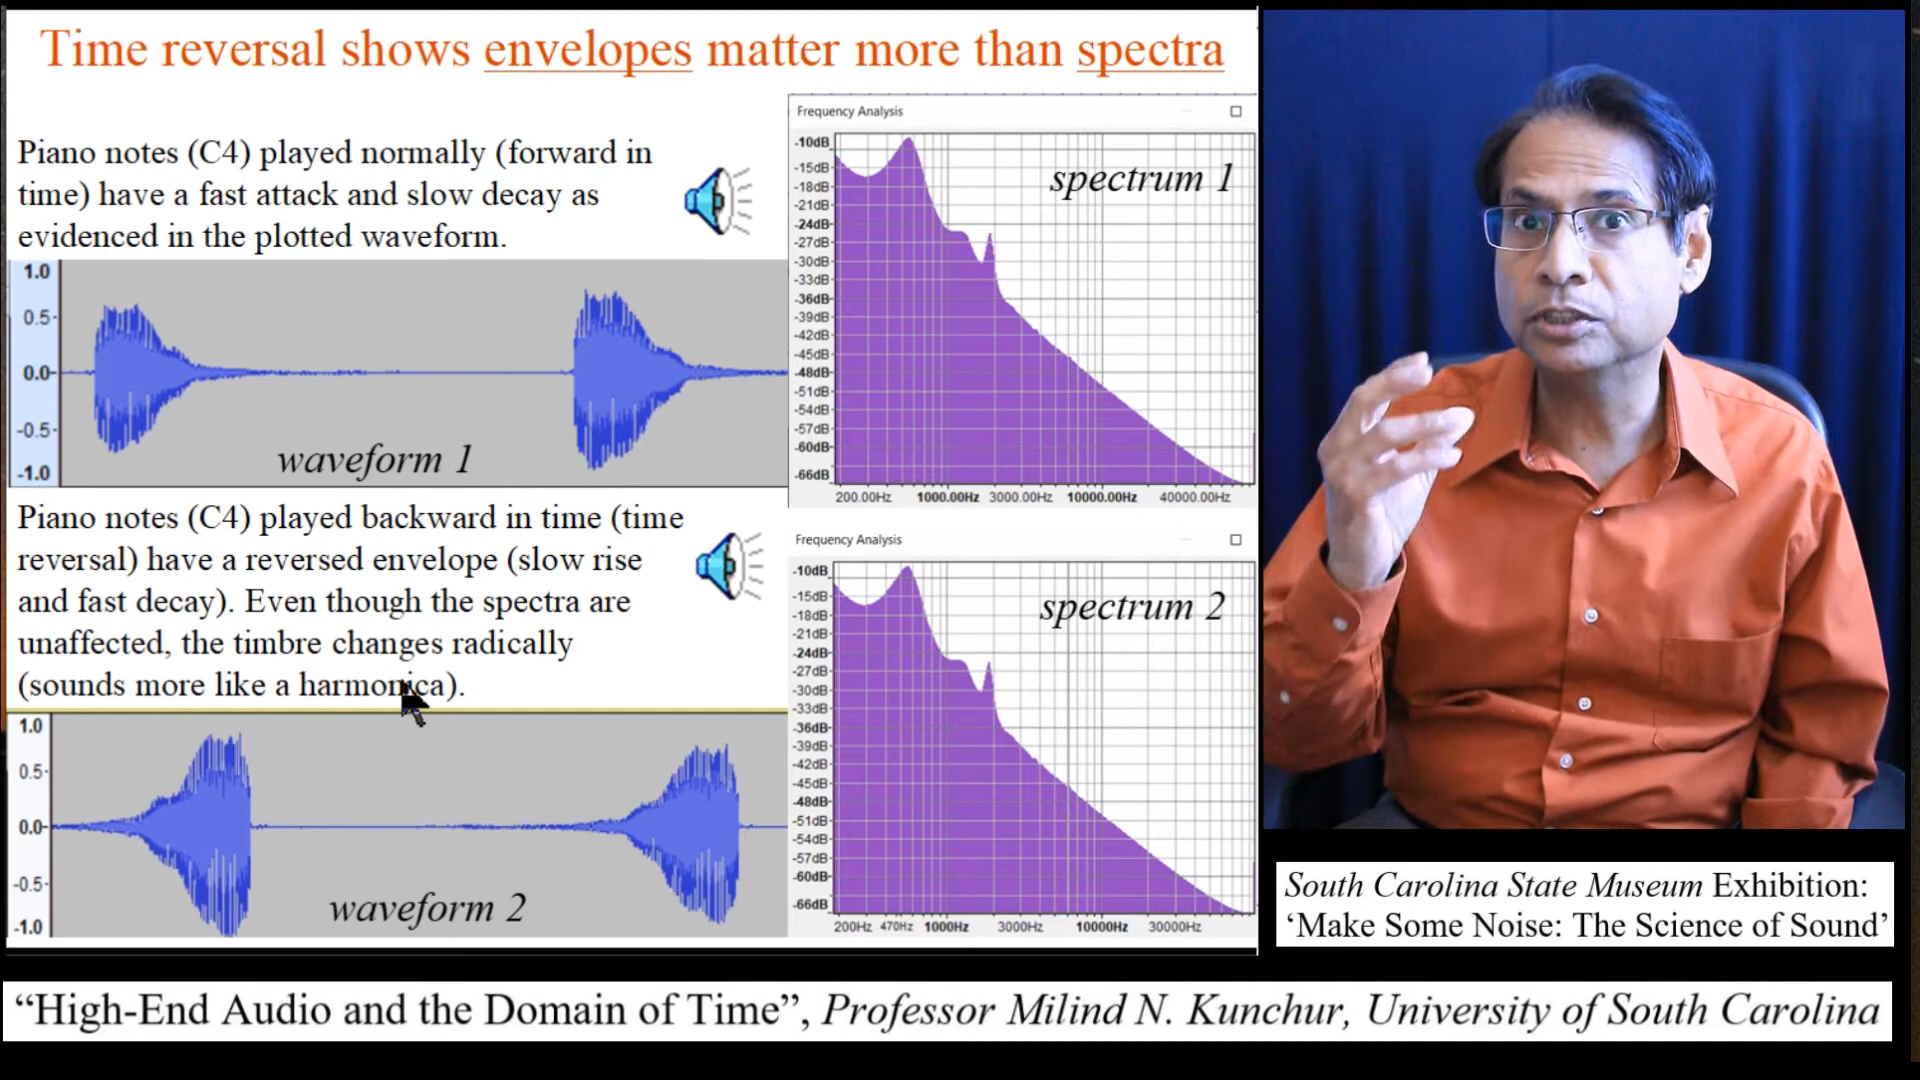 Time reversal shows envelopes matter more than spectra
Piano notes (C4) played normally (forward in
time) have a fast attack and slow decay as
evidenced in the plotted waveform.
1.0
0.5
0.0
-0.5
-1.0
waveform 1
Frequency Analysis
spectrum 1
-10dB
-15dB
-18dB
-21dB
-24dB
-27dB
-30dB
-33dB
-36dB
-39dB
-42dB
-45dB
-48dB
-51dB
-54dB
-57dB
-60dB
-66dB
200.00Hz 1000.00Hz 3000.00Hz 10000.00Hz 40000.00Hz
Piano notes (C4) played backward in time (time
reversal) have a reversed envelope (slow rise
and fast decay). Even though the spectra are
unaffected, the timbre changes radically
(sounds more like a harmonica).
1.0
0.5
0.0
-0.5
-1.0
waveform 2
Frequency Analysis
spectrum 2
-10dB
-15dB
-18dB
-21dB
-24dB
-27dB
-30dB
-33dB
-36dB
-39dB
-42dB
-45dB
-48dB
-51dB
-54dB
-57dB
-60dB
-66dB
200Hz 470Hz 1000Hz 3000Hz 10000Hz 30000Hz
South Carolina State Museum Exhibition:
‘Make Some Noise: The Science of Sound’
“High-End Audio and the Domain of Time”, Professor Milind N. Kunchur, University of South Carolina